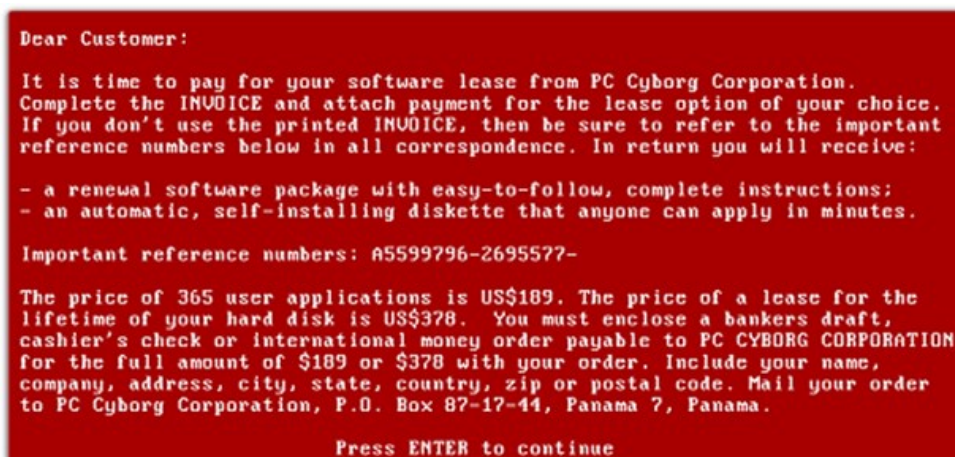 Dear Customer:
It is time to pay for your software lease from PC Cyborg Corporation.
Complete the INVOICE and attach payment for the lease option of your choice.
If you don't use the printed INVOICE, then be sure to refer to the important
reference numbers below in all correspondence. In return you will receive:
- a renewal software package with easy-to-follow, complete instructions;
- an automatic, self-installing diskette that anyone can apply in minutes.
Important reference numbers: A5599796-2695577-
The price of 365 user applications is US$189. The price of a lease for the
lifetime of your hard disk is US$378.  You must enclose a bankers draft,
cashier's check or international money order payable to PC CYBORG CORPORATION
for the full amount of $189 or $378 with your order. Include your name,
company, address, city, state, country, zip or postal code. Mail your order
to PC Cyborg Corporation, P.O. Box 87-17-44, Panama 7, Panama.
Press ENTER to continue